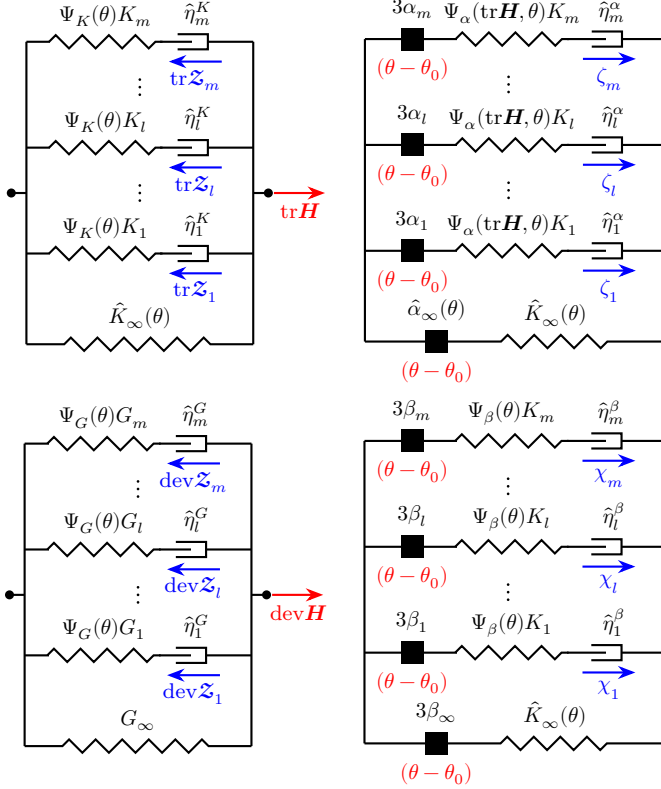 Ψ_K(θ)K_m  η̂_m^K
tr𝓩_m
⋮
Ψ_K(θ)K_l  η̂_l^K
tr𝓩_l
⋮
Ψ_K(θ)K_1  η̂_1^K
tr𝓩_1
K̂_∞(θ)
tr𝑯
3α_m  Ψ_α(tr𝑯, θ)K_m  η̂_m^α
(θ − θ_0)  ζ_m
⋮
3α_l  Ψ_α(tr𝑯, θ)K_l  η̂_l^α
(θ − θ_0)  ζ_l
⋮
3α_1  Ψ_α(tr𝑯, θ)K_1  η̂_1^α
(θ − θ_0)  ζ_1
α̂_∞(θ)  K̂_∞(θ)
(θ − θ_0)
Ψ_G(θ)G_m  η̂_m^G
dev𝓩_m
⋮
Ψ_G(θ)G_l  η̂_l^G
dev𝓩_l
⋮
Ψ_G(θ)G_1  η̂_1^G
dev𝓩_1
G_∞
dev𝑯
3β_m  Ψ_β(θ)K_m  η̂_m^β
(θ − θ_0)  χ_m
⋮
3β_l  Ψ_β(θ)K_l  η̂_l^β
(θ − θ_0)  χ_l
⋮
3β_1  Ψ_β(θ)K_1  η̂_1^β
(θ − θ_0)  χ_1
3β_∞  K̂_∞(θ)
(θ − θ_0)